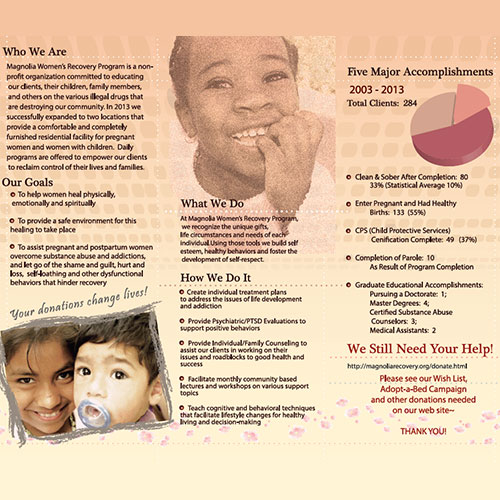 Who We Are
Magnolia Women's Recovery Program is a non-
profit organization committed to educating
our clients, their children, family members,
and others on the various illegal drugs that
are destroying our community. In 2013 we
successfully expanded to two locations that
provide a comfortable and completely
furnished residential facility for pregnant
women and women with children. Daily
programs are offered to empower our clients
to reclaim control of their lives and families.
Our Goals
To help women heal physically,
emotionally and spiritually
To provide a safe environment for this
healing to take place
To assist pregnant and postpartum women
overcome substance abuse and addictions,
and let go of the shame and guilt, hurt and
loss, self-loathing and other dysfunctional
behaviors that hinder recovery
Your donations change lives!
What We Do
At Magnolia Women's Recovery Program,
we recognize the unique gifts,
life circumstances and needs of each
individual. Using those tools we build self
esteem, healthy behaviors and foster the
development of self-respect.
How We Do It
Create individual treatment plans
to address the issues of life development
and addiction
Provide Psychiatric/PTSD Evaluations to
support positive behaviors
Provide Individual/Family Counseling to
assist our clients in working on their
issues and roadblocks to good health and
success
Facilitate monthly community based
lectures and workshops on various support
topics
Teach cognitive and behavioral techniques
that facilitate lifestyle changes for healthy
living and decision-making
Five Major Accomplishments
2003 - 2013
Total Clients: 284
Clean & Sober After Completion: 80
33% (Statistical Average 10%)
Enter Pregnant and Had Healthy
Births: 133 (55%)
CPS (Child Protective Services)
Cenification Complete: 49 (37%)
Completion of Parole: 10
As Result of Program Completion
Graduate Educational Accomplishments:
Pursuing a Doctorate: 1;
Master Degrees: 4;
Certified Substance Abuse
Counselors: 3;
Medical Assistants: 2
We Still Need Your Help!
http://magnoliarecovery.org/donate.html
Please see our Wish List,
Adopt-a-Bed Campaign
and other donations needed
on our web site~
THANK YOU!